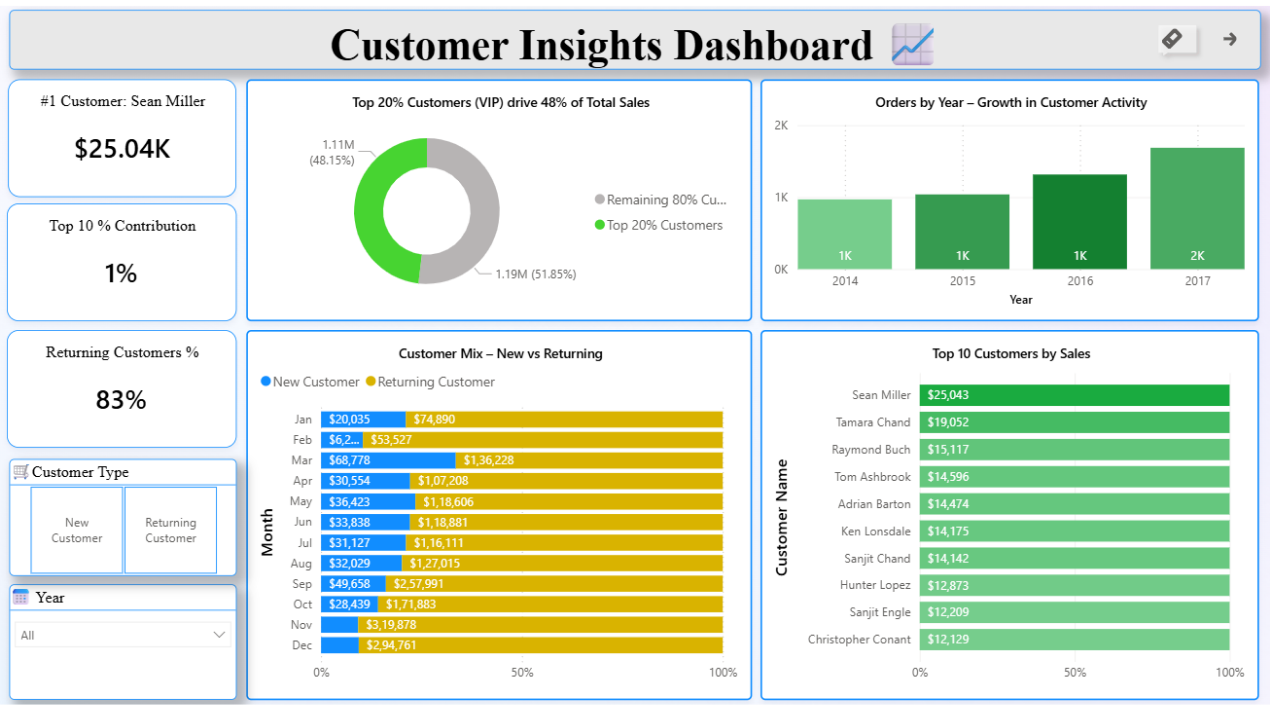 Customer Insights Dashboard
#1 Customer: Sean Miller
$25.04K
Top 10 % Contribution
1%
Returning Customers %
83%
Customer Type
New
Customer
Returning
Customer
Year
All
Top 20% Customers (VIP) drive 48% of Total Sales
1.11M
(48.15%)
1.19M (51.85%)
Remaining 80% Cu...
Top 20% Customers
Orders by Year – Growth in Customer Activity
2K
1K
0K
1K
1K
1K
2K
2014
2015
2016
2017
Year
Customer Mix – New vs Returning
New Customer
Returning Customer
Month
Jan $20,035 $74,890
Feb $6,2... $53,527
Mar $68,778 $1,36,228
Apr $30,554 $1,07,208
May $36,423 $1,18,606
Jun $33,838 $1,18,881
Jul $31,127 $1,16,111
Aug $32,029 $1,27,015
Sep $49,658 $2,57,991
Oct $28,439 $1,71,883
Nov $3,19,878
Dec $2,94,761
0% 50% 100%
Top 10 Customers by Sales
Customer Name
Sean Miller $25,043
Tamara Chand $19,052
Raymond Buch $15,117
Tom Ashbrook $14,596
Adrian Barton $14,474
Ken Lonsdale $14,175
Sanjit Chand $14,142
Hunter Lopez $12,873
Sanjit Engle $12,209
Christopher Conant $12,129
0% 50% 100%